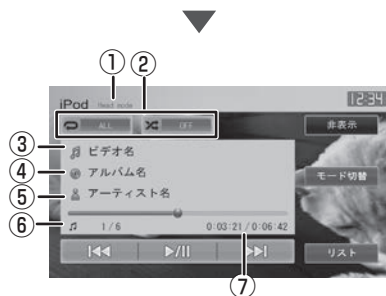 ① ②
iPod Head mode 12:34
ALL OFF 非表示
③ ビデオ名
④ アルバム名 モード切替
⑤ アーティスト名
⑥ 1/6 0:03:21/0:06:42
リスト
⑦